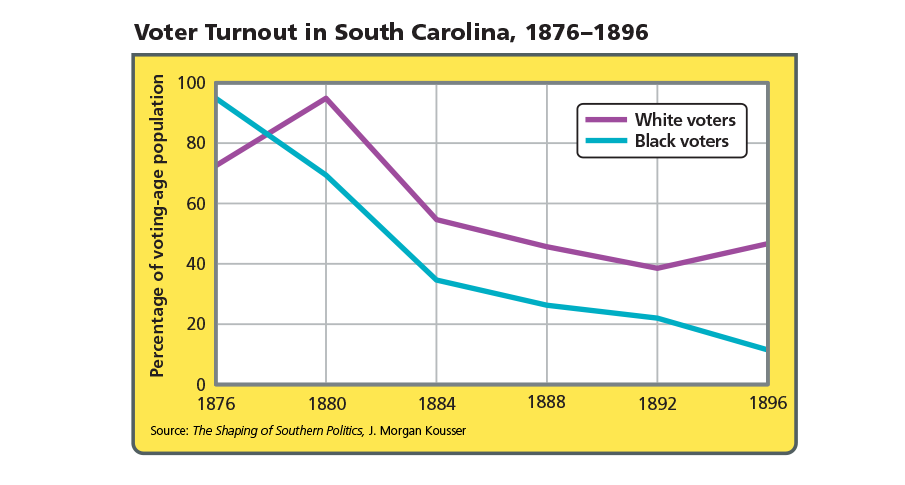 Voter Turnout in South Carolina, 1876–1896
Percentage of voting-age population
100
80
60
40
20
0
White voters
Black voters
1876 1880 1884 1888 1892 1896
Source: The Shaping of Southern Politics, J. Morgan Kousser